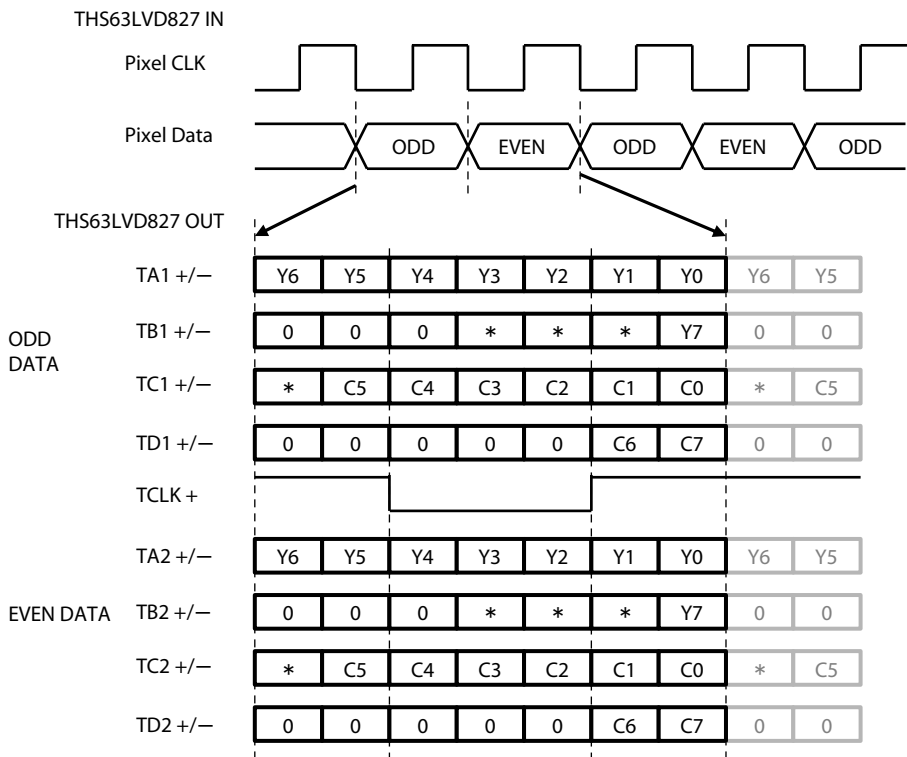 THS63LVD827 IN
Pixel CLK
Pixel Data ODD EVEN ODD EVEN ODD
THS63LVD827 OUT
TA1 +/− Y6 Y5 Y4 Y3 Y2 Y1 Y0 Y6 Y5
ODD DATA
TB1 +/− 0 0 0 * * * Y7 0 0
TC1 +/− * C5 C4 C3 C2 C1 C0 * C5
TD1 +/− 0 0 0 0 0 C6 C7 0 0
TCLK +
TA2 +/− Y6 Y5 Y4 Y3 Y2 Y1 Y0 Y6 Y5
EVEN DATA TB2 +/− 0 0 0 * * * Y7 0 0
TC2 +/− * C5 C4 C3 C2 C1 C0 * C5
TD2 +/− 0 0 0 0 0 C6 C7 0 0